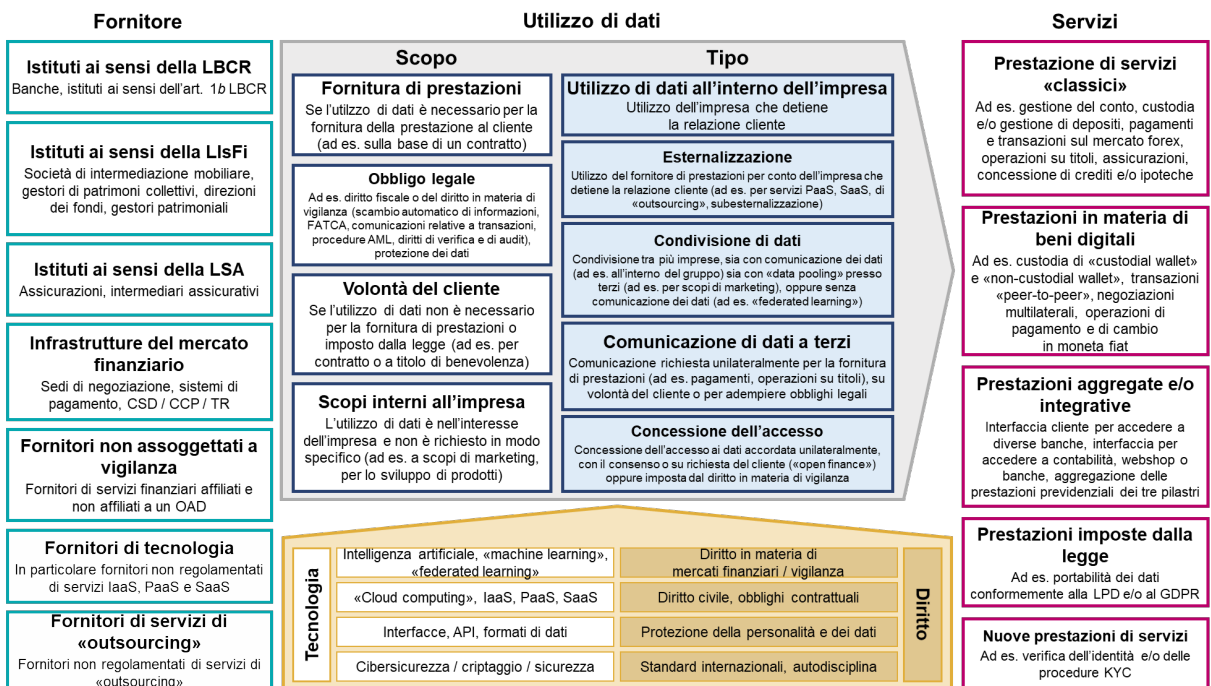 Fornitore
Istituti ai sensi della LBCR
Banche, istituti ai sensi dell'art. 1b LBCR
Istituti ai sensi della LIsFi
Società di intermediazione mobiliare,
gestori di patrimoni collettivi, direzioni
dei fondi, gestori patrimoniali
Istituti ai sensi della LSA
Assicurazioni, intermediari assicurativi
Infrastrutture del mercato
finanziario
Sedi di negoziazione, sistemi di
pagamento, CSD / CCP / TR
Fornitori non assoggettati a
vigilanza
Fornitori di servizi finanziari affiliati e
non affiliati a un OAD
Fornitori di tecnologia
In particolare fornitori non regolamentati
di servizi IaaS, PaaS e SaaS
Fornitori di servizi di
«outsourcing»
Fornitori non regolamentati di servizi di
«outsourcing»
Utilizzo di dati
Scopo
Fornitura di prestazioni
Se l'utilzzo di dati è necessario per la
fornitura della prestazione al cliente
(ad es. sulla base di un contratto)
Obbligo legale
Ad es. diritto fiscale o del diritto in materia di
vigilanza (scambio automatico di informazioni,
FATCA, comunicazioni relative a transazioni,
procedure AML, diritti di verifica e di audit),
protezione dei dati
Volontà del cliente
Se l'utilizzo di dati non è necessario
per la fornitura di prestazioni o
imposto dalla legge (ad es. per
contratto o a titolo di benevolenza)
Scopi interni all'impresa
L'utilizzo di dati è nell'interesse
dell'impresa e non è richiesto in modo
specifico (ad es. a scopi di marketing,
per lo sviluppo di prodotti)
Tipo
Utilizzo di dati all'interno dell'impresa
Utilizzo dell'impresa che detiene
la relazione cliente
Esternalizzazione
Utilizzo del fornitore di prestazioni per conto dell'impresa che
detiene la relazione cliente (ad es. per servizi PaaS, SaaS, di
«outsourcing», subesternalizzazione)
Condivisione di dati
Condivisione tra più imprese, sia con comunicazione dei dati
(ad es. all'interno del gruppo) sia con «data pooling» presso
terzi (ad es. per scopi di marketing), oppure senza
comunicazione dei dati (ad es. «federated learning»)
Comunicazione di dati a terzi
Comunicazione richiesta unilateralmente per la fornitura
di prestazioni (ad es. pagamenti, operazioni su titoli), su
volontà del cliente o per adempiere obblighi legali
Concessione dell'accesso
Concessione dell'accesso ai dati accordata unilateralmente,
con il consenso o su richiesta del cliente («open finance»)
oppure imposta dal diritto in materia di vigilanza
Tecnologia
Intelligenza artificiale, «machine learning»,
«federated learning»
«Cloud computing», IaaS, PaaS, SaaS
Interfacce, API, formati di dati
Cibersicurezza / criptaggio / sicurezza
Diritto in materia di
mercati finanziari / vigilanza
Diritto civile, obblighi contrattuali
Protezione della personalità e dei dati
Standard internazionali, autodisciplina
Diritto
Servizi
Prestazione di servizi
«classici»
Ad es. gestione del conto, custodia
e/o gestione di depositi, pagamenti
e transazioni sul mercato forex,
operazioni su titoli, assicurazioni,
concessione di crediti e/o ipoteche
Prestazioni in materia di
beni digitali
Ad es. custodia di «custodial wallet»
e «non-custodial wallet», transazioni
«peer-to-peer», negoziazioni
multilaterali, operazioni di
pagamento e di cambio
in moneta fiat
Prestazioni aggregate e/o
integrative
Interfaccia cliente per accedere a
diverse banche, interfaccia per
accedere a contabilità, webshop o
banche, aggregazione delle
prestazioni previdenziali dei tre pilastri
Prestazioni imposte dalla
legge
Ad es. portabilità dei dati
conformemente alla LPD e/o al GDPR
Nuove prestazioni di servizi
Ad es. verifica dell'identità e/o delle
procedure KYC